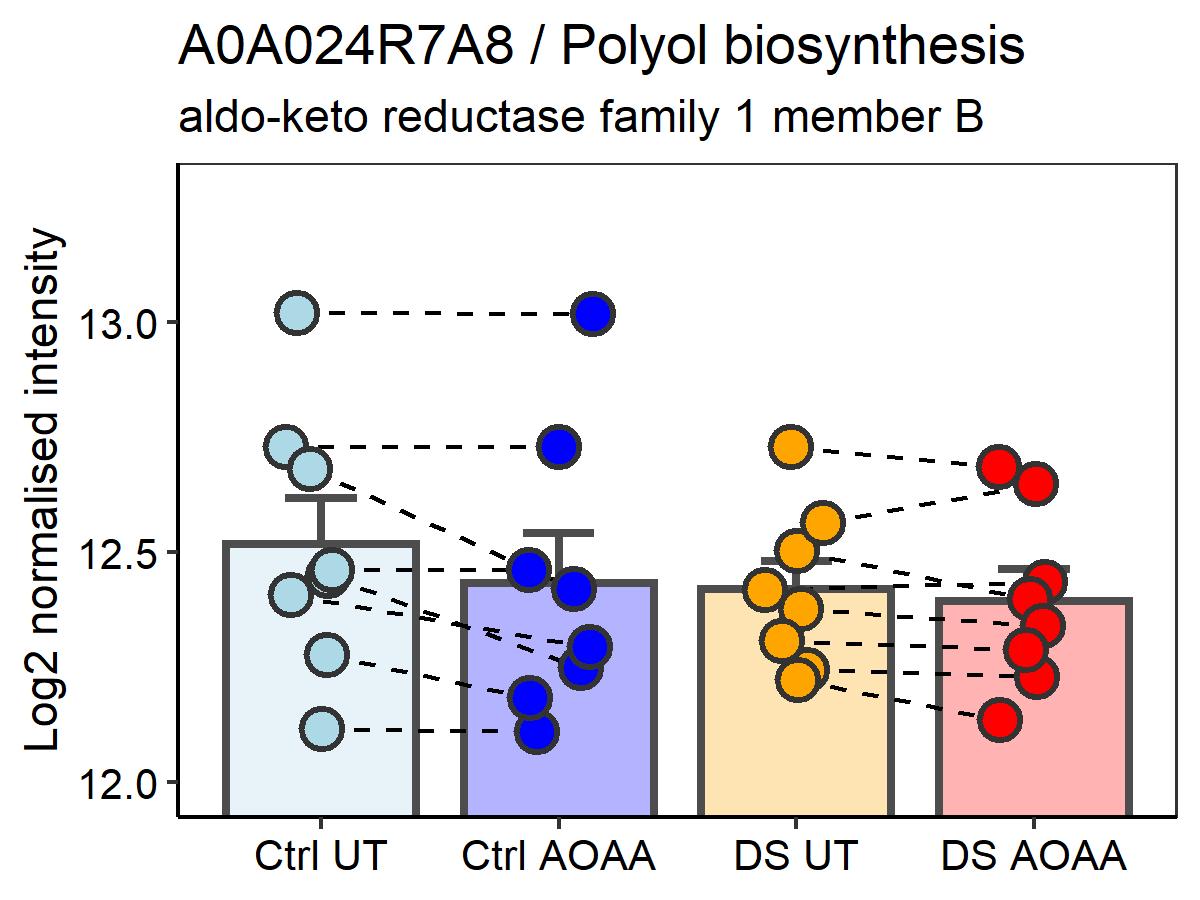 A0A024R7A8 / Polyol biosynthesis
aldo-keto reductase family 1 member B
Log2 normalised intensity
13.0
12.5
12.0
Ctrl UT
Ctrl AOAA
DS UT
DS AOAA